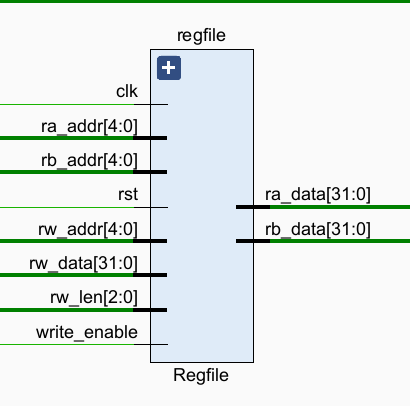 regfile
clk
ra_addr[4:0]
rb_addr[4:0]
rst
rw_addr[4:0]
rw_data[31:0]
rw_len[2:0]
write_enable
ra_data[31:0]
rb_data[31:0]
Regfile